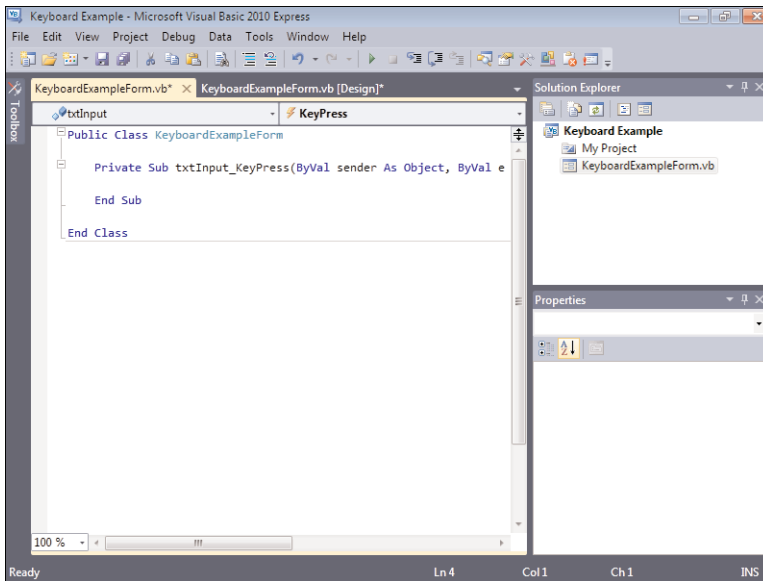 Keyboard Example - Microsoft Visual Basic 2010 Express
File Edit View Project Debug Data Tools Window Help
KeyboardExampleForm.vb* KeyboardExampleForm.vb [Design]*
Toolbox
txtInput KeyPress
Public Class KeyboardExampleForm
Private Sub txtInput_KeyPress(ByVal sender As Object, ByVal e
End Sub
End Class
100 %
Solution Explorer
Keyboard Example
My Project
KeyboardExampleForm.vb
Properties
Ready Ln 4 Col 1 Ch 1 INS